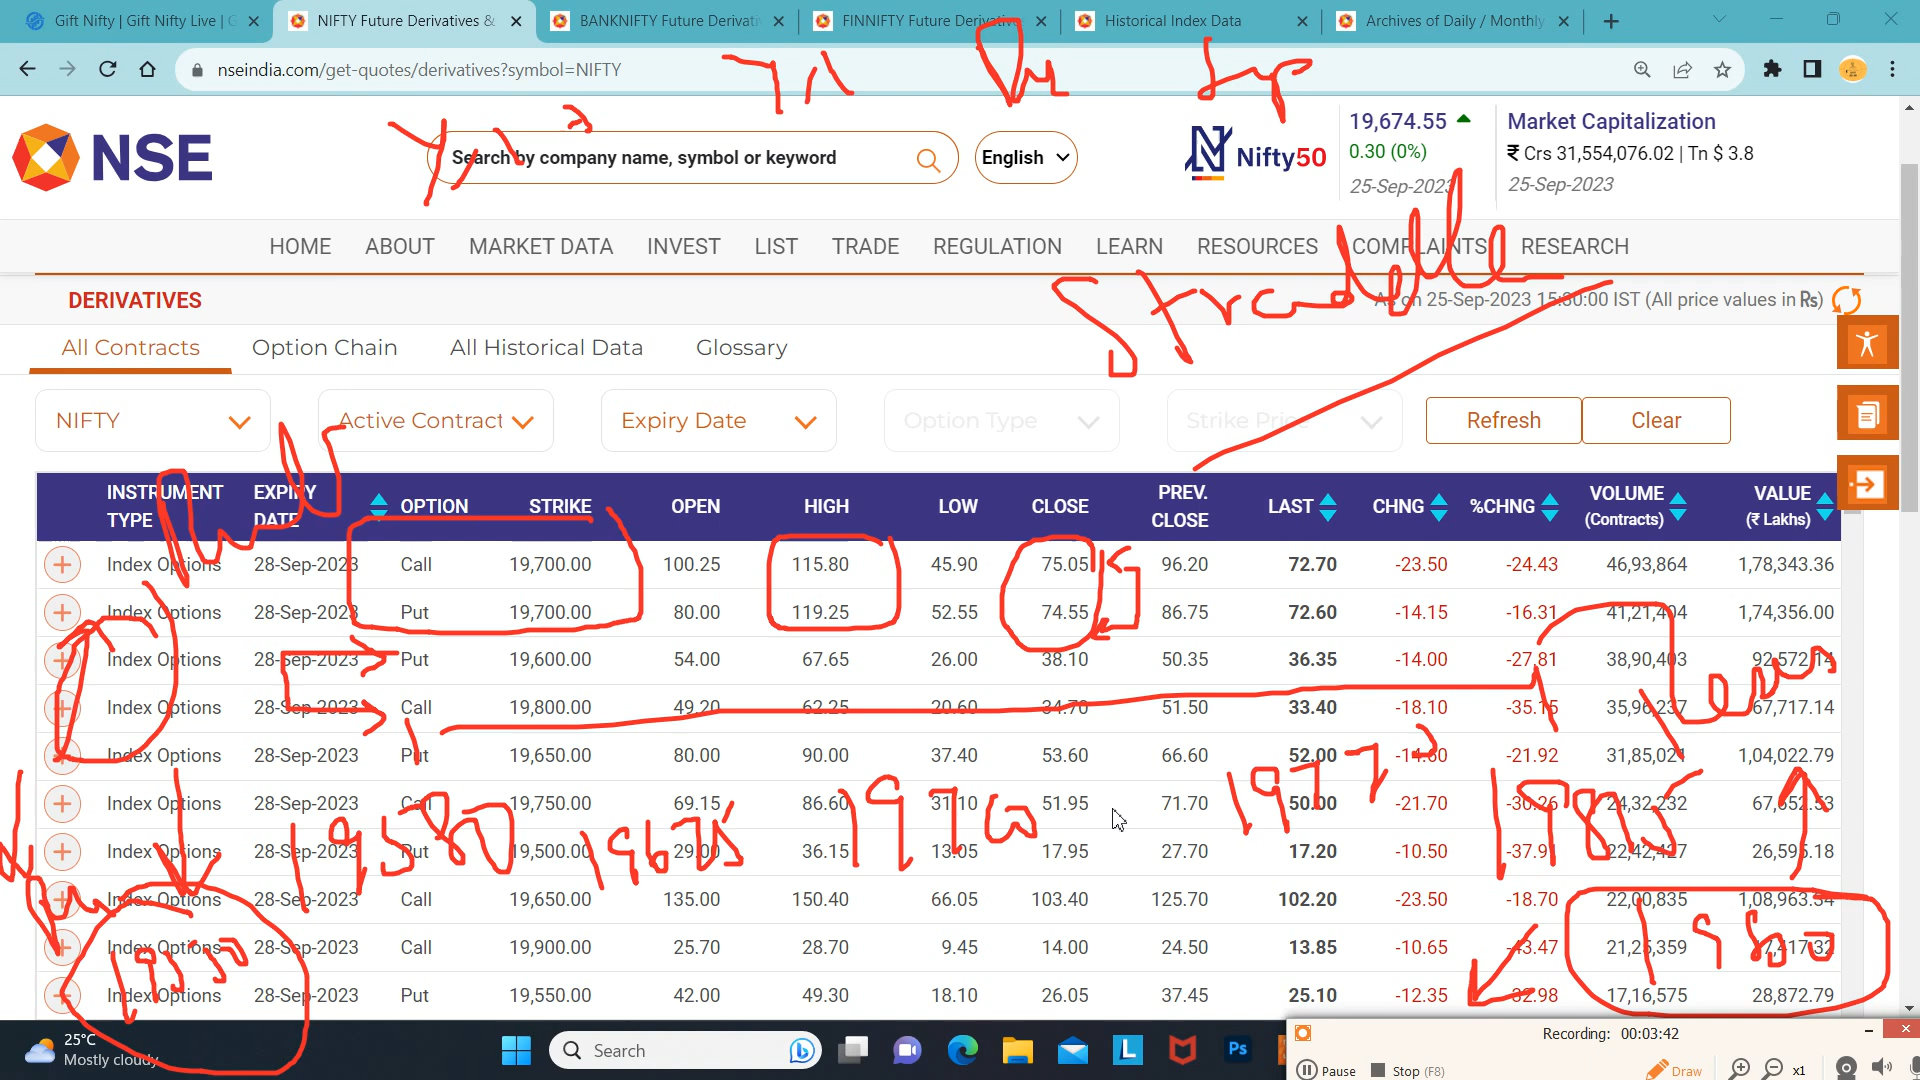 Gift Nifty | Gift Nifty Live | G
NIFTY Future Derivatives &
BANKNIFTY Future Derivati
FINNIFTY Future Derivative
Historical Index Data
Archives of Daily / Monthly
nseindia.com/get-quotes/derivatives?symbol=NIFTY
NSE
Search by company name, symbol or keyword
English
Nifty50
19,674.55
0.30 (0%)
25-Sep-2023
Market Capitalization
₹ Crs 31,554,076.02 | Tn $ 3.8
25-Sep-2023
HOME ABOUT MARKET DATA INVEST LIST TRADE REGULATION LEARN RESOURCES COMPLAINTS RESEARCH
DERIVATIVES
As on 25-Sep-2023 15:30:00 IST (All price values in Rs)
All Contracts Option Chain All Historical Data Glossary
NIFTY Active Contract Expiry Date Option Type Strike Price Refresh Clear
INSTRUMENT TYPE EXPIRY DATE OPTION STRIKE OPEN HIGH LOW CLOSE PREV. CLOSE LAST CHNG %CHNG VOLUME (Contracts) VALUE (₹ Lakhs)
Index Options 28-Sep-2023 Call 19,700.00 100.25 115.80 45.90 75.05 96.20 72.70 -23.50 -24.43 46,93,864 1,78,343.36
Index Options 28-Sep-2023 Put 19,700.00 80.00 119.25 52.55 74.55 86.75 72.60 -14.15 -16.31 41,21,404 1,74,356.00
Index Options 28-Sep-2023 Put 19,600.00 54.00 67.65 26.00 38.10 50.35 36.35 -14.00 -27.81 38,90,403 92,572.14
Index Options 28-Sep-2023 Call 19,800.00 49.20 62.25 20.60 34.70 51.50 33.40 -18.10 -35.15 35,96,237 67,717.14
Index Options 28-Sep-2023 Put 19,650.00 80.00 90.00 37.40 53.60 66.60 52.00 -14.60 -21.92 31,85,021 1,04,022.79
Index Options 28-Sep-2023 Call 19,750.00 69.15 86.60 31.10 51.95 71.70 50.00 -21.70 -30.26 24,32,232
Index Options 28-Sep-2023 Put 19,500.00 29.00 36.15 13.05 17.95 27.70 17.20 -10.50 -37.91 22,42,427 26,595.18
Index Options 28-Sep-2023 Call 19,650.00 135.00 150.40 66.05 103.40 125.70 102.20 -23.50 -18.70 22,00,835 1,08,963.54
Index Options 28-Sep-2023 Call 19,900.00 25.70 28.70 9.45 14.00 24.50 13.85 -10.65 -43.47 21,25,359 17,417.32
Index Options 28-Sep-2023 Put 19,550.00 42.00 49.30 18.10 26.05 37.45 25.10 -12.35 -32.98 17,16,575 28,872.79
19580 19675 19700
19800
25°C
Mostly cloudy
Search
Recording: 00:03:42
Pause Stop (F8) Draw x1